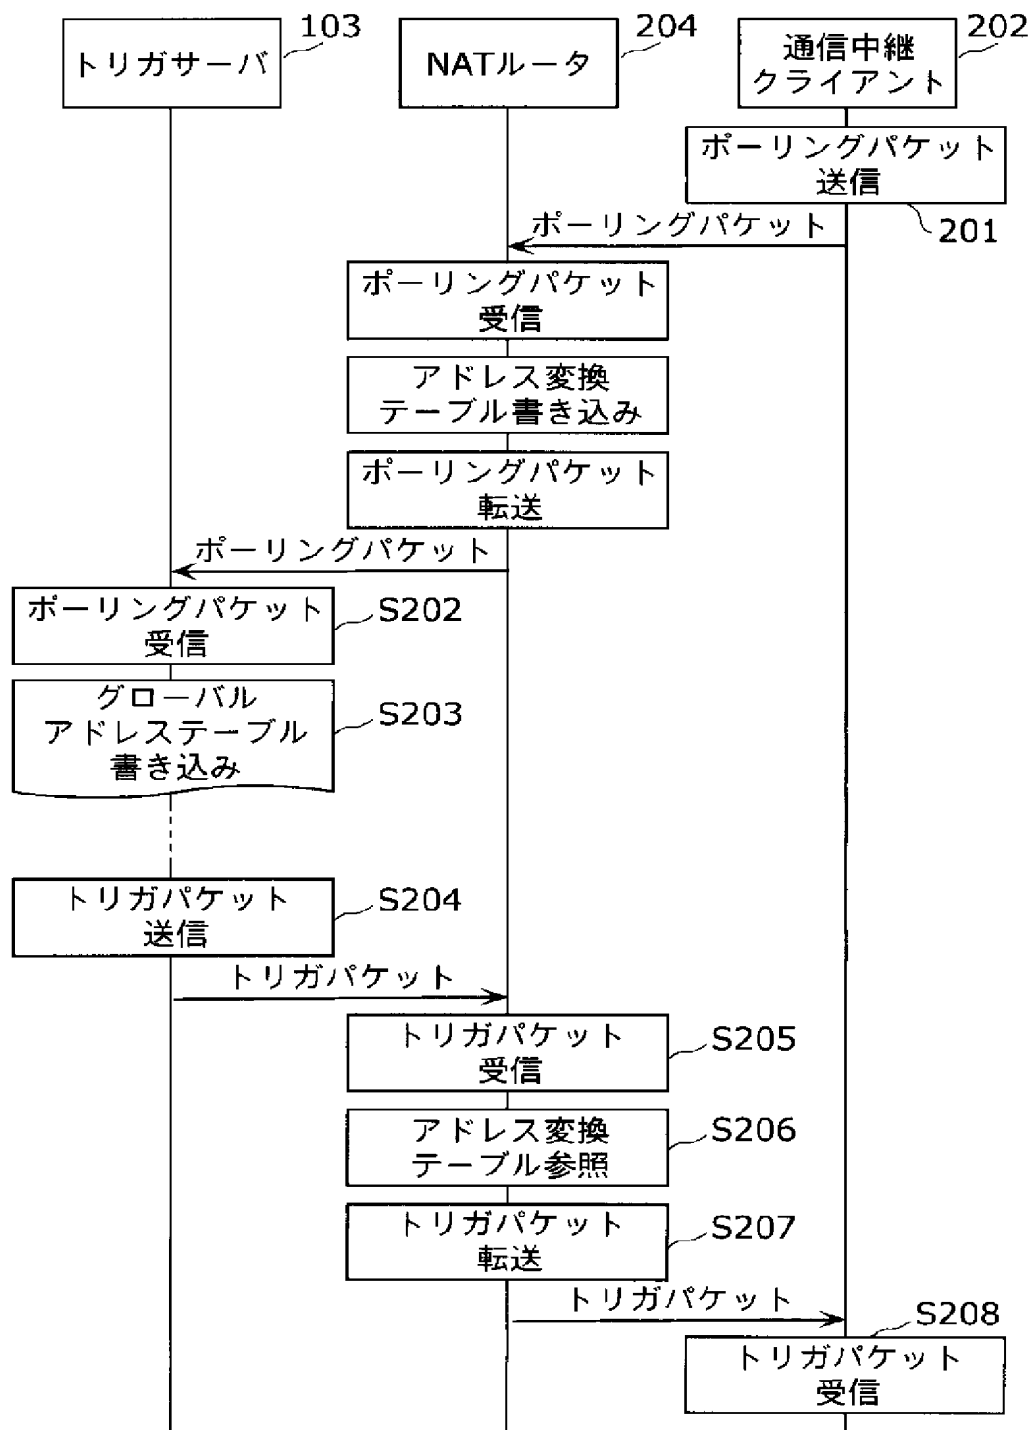 103
トリガサーバ
204
NATルータ
202
通信中継
クライアント
ポーリングパケット
送信
201
ポーリングパケット
ポーリングパケット
受信
アドレス変換
テーブル書き込み
ポーリングパケット
転送
ポーリングパケット
ポーリングパケット
受信
S202
グローバル
アドレステーブル
書き込み
S203
トリガパケット
送信
S204
トリガパケット
トリガパケット
受信
S205
アドレス変換
テーブル参照
S206
トリガパケット
転送
S207
トリガパケット
S208
トリガパケット
受信